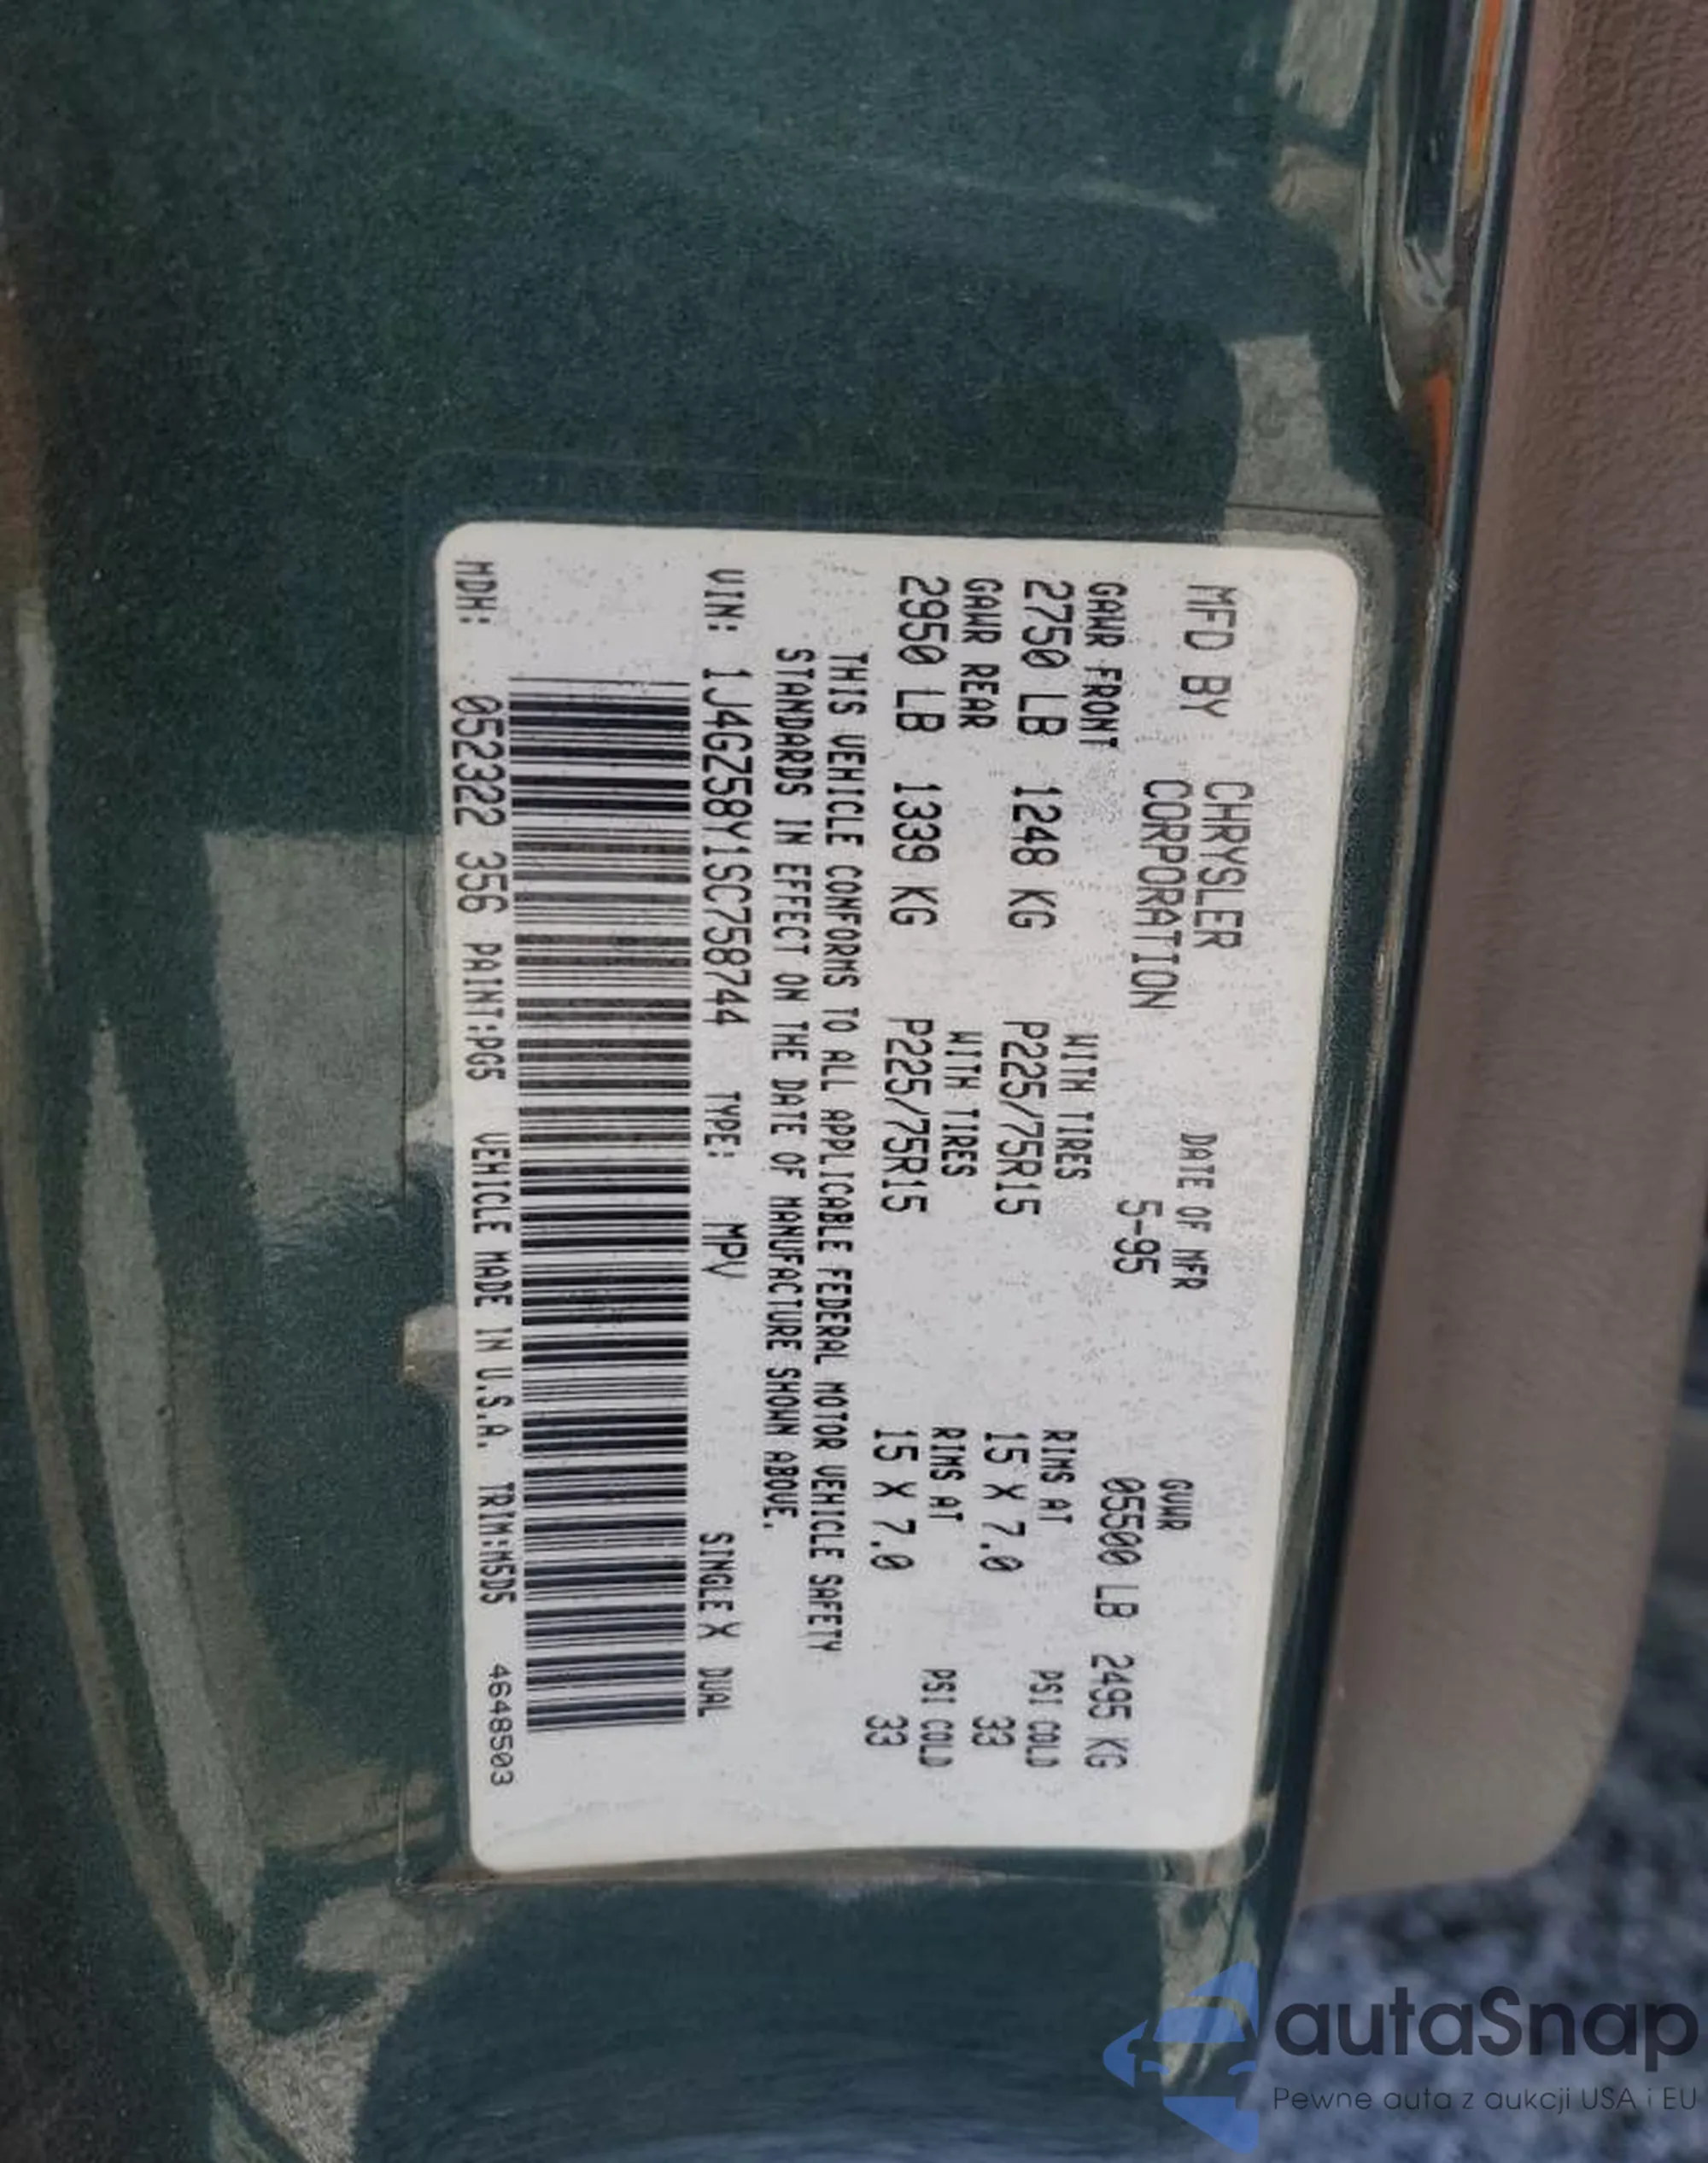 MFD BY CHRYSLER CORPORATION DATE OF MFR 5-95 GVWR 05500 LB 2495 KG
GAWR FRONT WITH TIRES RIMS AT PSI COLD
2750 LB 1248 KG P225/75R15 15 X 7.0 33
GAWR REAR WITH TIRES RIMS AT PSI COLD
2950 LB 1339 KG P225/75R15 15 X 7.0 33
THIS VEHICLE CONFORMS TO ALL APPLICABLE FEDERAL MOTOR VEHICLE SAFETY
STANDARDS IN EFFECT ON THE DATE OF MANUFACTURE SHOWN ABOVE.
VIN: 1J4GZ58Y1SC758744 TYPE: MPV SINGLE X DUAL
MDH: 052322 356 PAINT:PG5 VEHICLE MADE IN U.S.A. TRIM:M5D5 4648503
autaSnap
Pewne auta z aukcji USA i EU